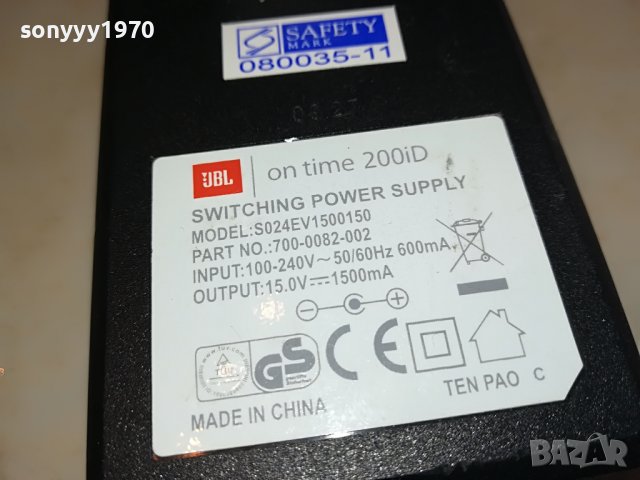 sonyyy1970
SAFETY
MARK
080035-11
JBL on time 200iD
SWITCHING POWER SUPPLY
MODEL:S024EV1500150
PART NO.:700-0082-002
INPUT:100-240V~50/60Hz 600mA
OUTPUT:15.0V⎓1500mA
GS CE
TEN PAO C
MADE IN CHINA
BAZAR